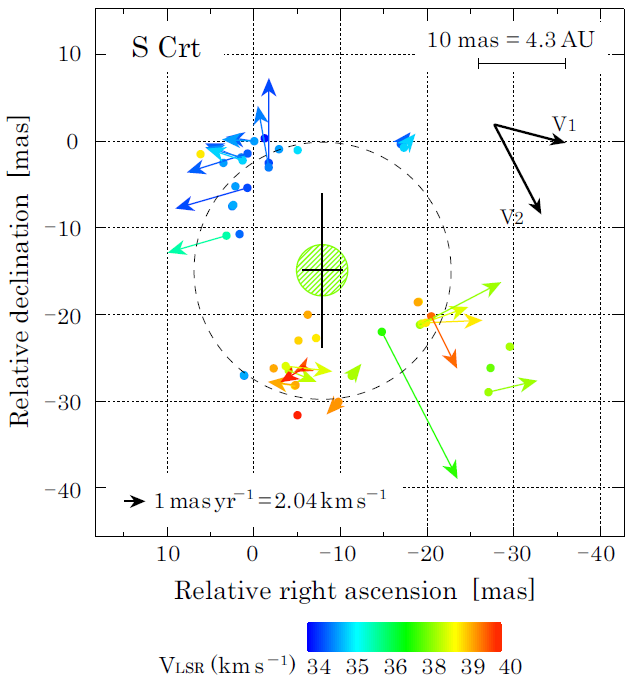 S Crt
10 mas = 4.3 AU
V1
V2
10
0
−10
−20
−30
−40
Relative declination [mas]
1 mas yr⁻¹ = 2.04 km s⁻¹
10 0 −10 −20 −30 −40
Relative right ascension [mas]
VLSR (km s⁻¹) 34 35 36 38 39 40